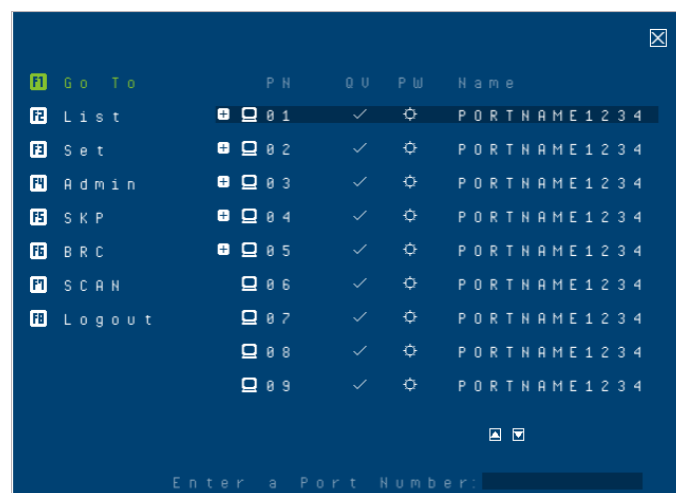 F1 Go To PN QV PW Name
F2 List 01 PORTNAME1234
F3 Set 02 PORTNAME1234
F4 Admin 03 PORTNAME1234
F5 SKP 04 PORTNAME1234
F6 BRC 05 PORTNAME1234
F7 SCAN 06 PORTNAME1234
F8 Logout 07 PORTNAME1234
08 PORTNAME1234
09 PORTNAME1234
Enter a Port Number: